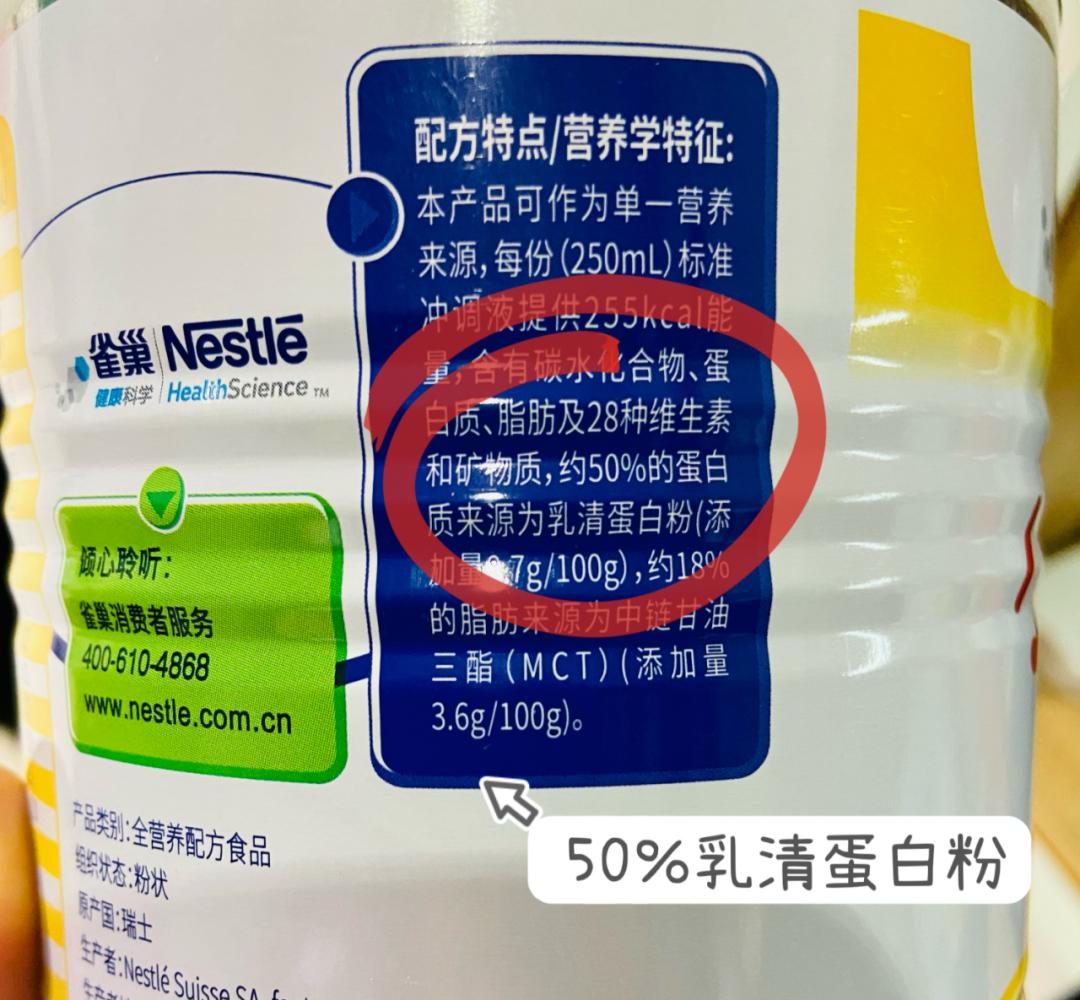 配方特点/营养学特征:
本产品可作为单一营养
来源,每份(250mL)标准
冲调液提供255kcal能
量,含有碳水化合物、蛋
白质、脂肪及28种维生素
和矿物质,约50%的蛋白
质来源为乳清蛋白粉(添
加量 .7g/100g),约18%
的脂肪来源为中链甘油
三酯(MCT)(添加量
3.6g/100g)。
雀巢 Nestlé
健康科学 HealthScience TM
倾心聆听:
雀巢消费者服务
400-610-4868
www.nestle.com.cn
产品类别:全营养配方食品
组织状态:粉状
原产国:瑞士
生产者:Nestlé Suisse SA,
50%乳清蛋白粉